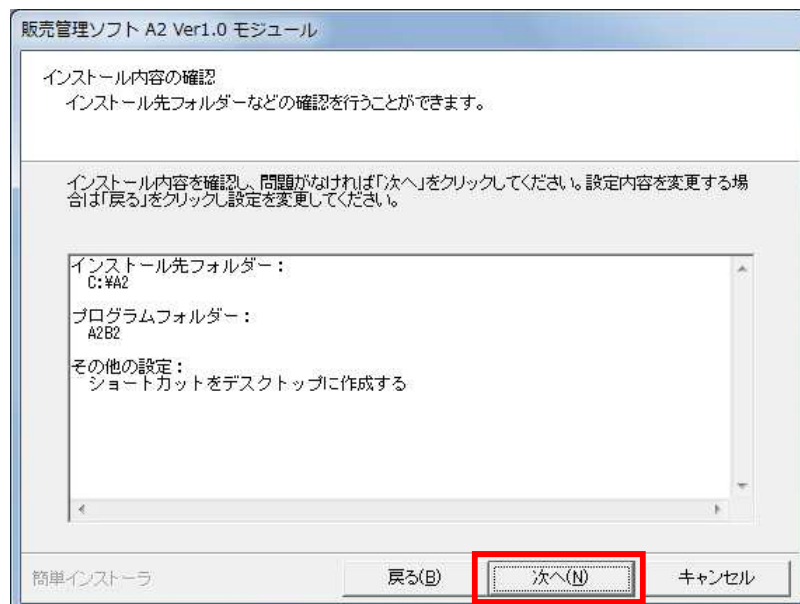 販売管理ソフト A2 Ver1.0 モジュール
インストール内容の確認
インストール先フォルダーなどの確認を行うことができます。
インストール内容を確認し、問題がなければ「次へ」をクリックしてください。設定内容を変更する場
合は「戻る」をクリックし設定を変更してください。
インストール先フォルダー：
C:¥A2
プログラムフォルダー：
A2B2
その他の設定：
ショートカットをデスクトップに作成する
簡単インストーラ
戻る(B)
次へ(N)
キャンセル